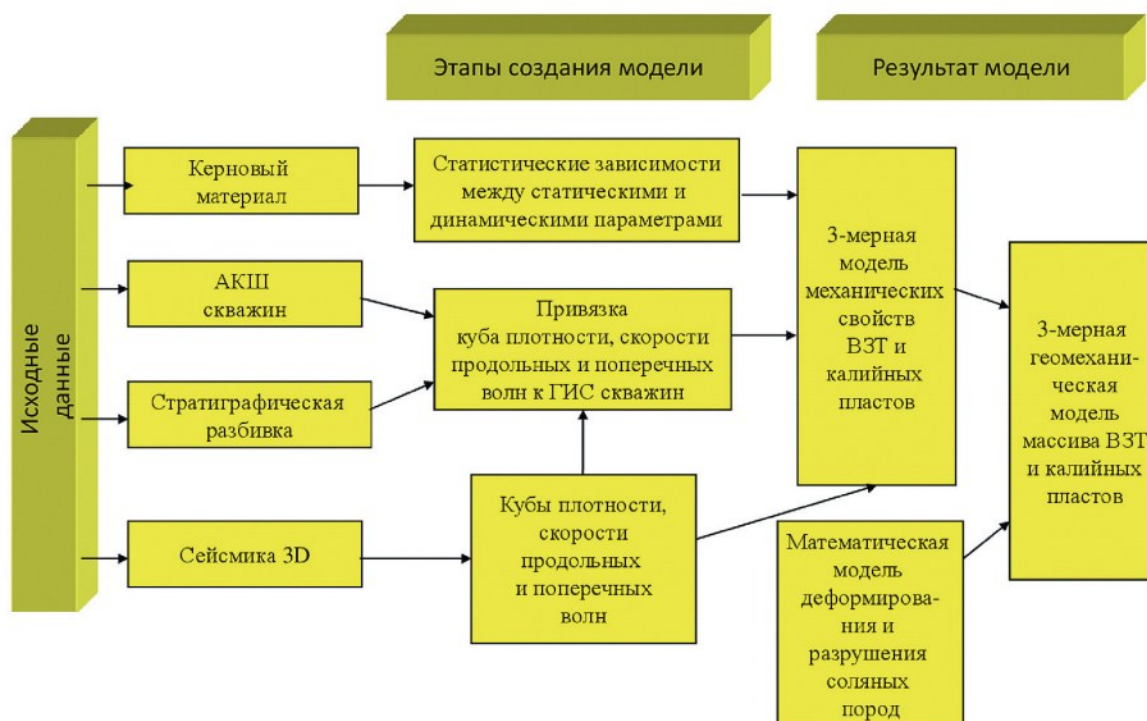 Этапы создания модели
Результат модели
Исходные
данные
Керновый
материал
Статистические зависимости
между статическими и
динамическими параметрами
АКШ
скважин
Привязка
куба плотности, скорости
продольных и поперечных
волн к ГИС скважин
Стратиграфическая
разбивка
Сейсмика 3D
Кубы плотности,
скорости
продольных
и поперечных
волн
3-мерная
модель
механических
свойств
ВЗТ и
калийных
пластов
Математическая
модель
деформирова-
ния и
разрушения
соляных
пород
3-мерная
геомехани-
ческая
модель
массива ВЗТ
и калийных
пластов